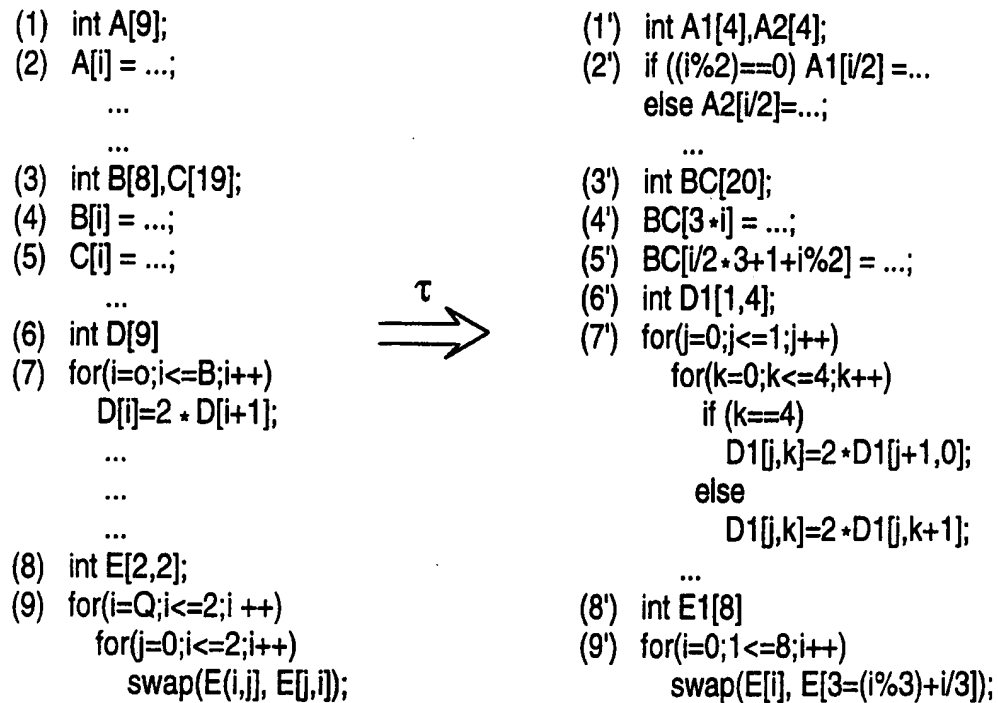 (1) int A[9];
(2) A[i] = ...;
...
...
(3) int B[8],C[19];
(4) B[i] = ...;
(5) C[i] = ...;
...
(6) int D[9]
(7) for(i=o;i<=B;i++)
D[i]=2 * D[i+1];
...
...
...
(8) int E[2,2];
(9) for(i=Q;i<=2;i ++)
for(j=0;i<=2;i++)
swap(E(i,j], E[j,i]);
τ
(1') int A1[4],A2[4];
(2') if ((i%2)==0) A1[i/2] =...
else A2[i/2]=...;
...
(3') int BC[20];
(4') BC[3*i] = ...;
(5') BC[i/2*3+1+i%2] = ...;
(6') int D1[1,4];
(7') for(j=0;j<=1;j++)
for(k=0;k<=4;k++)
if (k==4)
D1[j,k]=2*D1[j+1,0];
else
D1[j,k]=2*D1[j,k+1];
...
(8') int E1[8]
(9') for(i=0;1<=8;i++)
swap(E[i], E[3=(i%3)+i/3]);